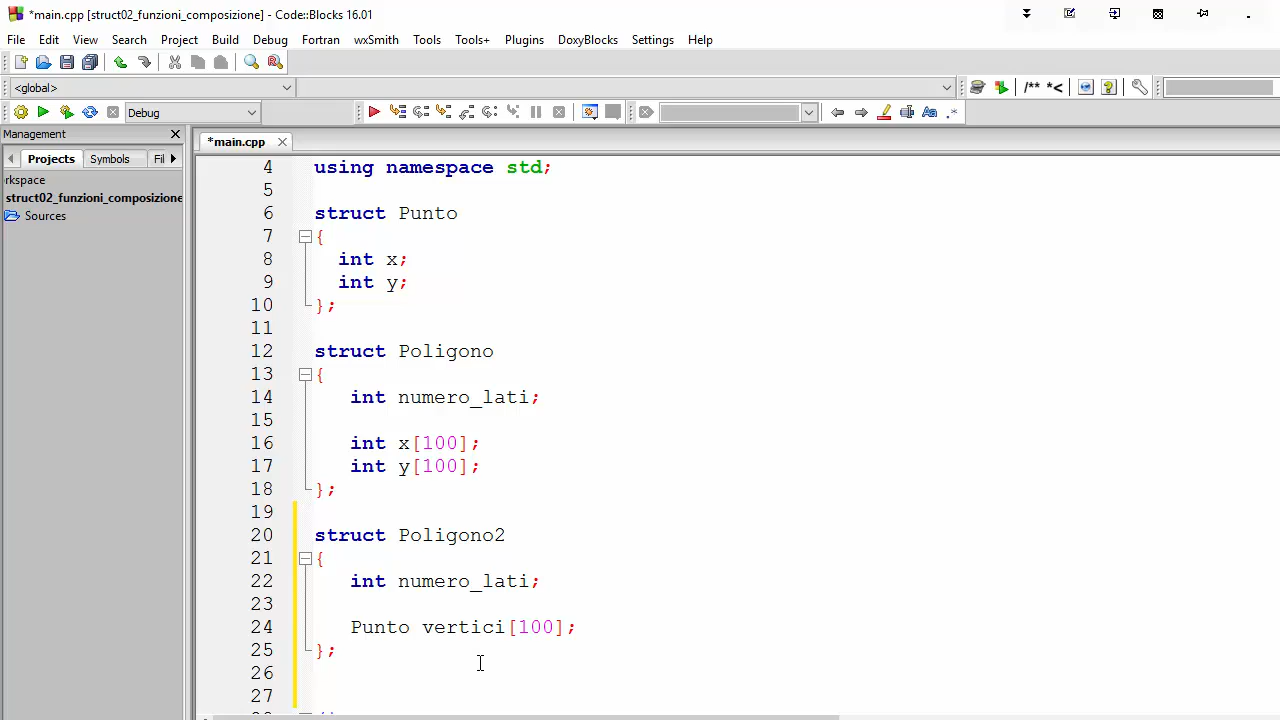 *main.cpp [struct02_funzioni_composizione] - Code::Blocks 16.01
File Edit View Search Project Build Debug Fortran wxSmith Tools Tools+ Plugins DoxyBlocks Settings Help
<global>
/** *<
Debug
Aa .*
Management
*main.cpp
Projects Symbols Fil
rkspace
struct02_funzioni_composizione
Sources
4 using namespace std;
5
6 struct Punto
7 {
8 int x;
9 int y;
10 };
11
12 struct Poligono
13 {
14 int numero_lati;
15
16 int x[100];
17 int y[100];
18 };
19
20 struct Poligono2
21 {
22 int numero_lati;
23
24 Punto vertici[100];
25 };
26
27